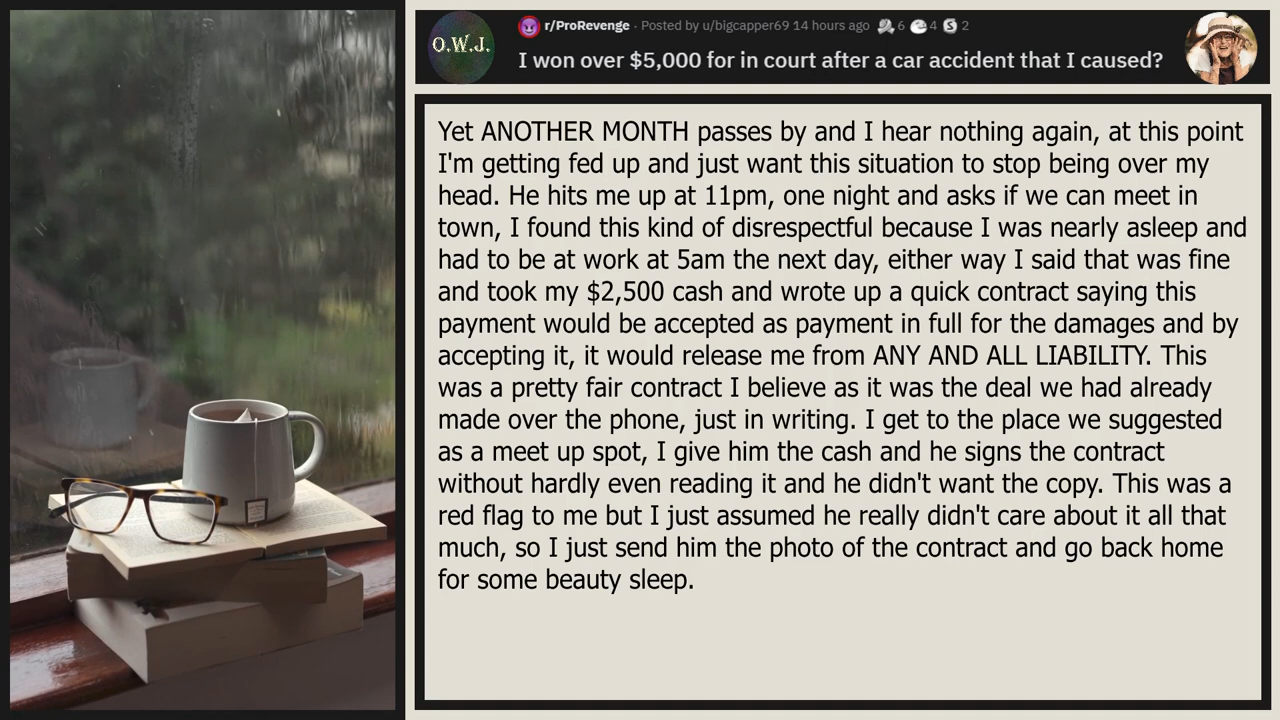 O.W.J.
r/ProRevenge · Posted by u/bigcapper69 14 hours ago 6 4 2
I won over $5,000 for in court after a car accident that I caused?
Yet ANOTHER MONTH passes by and I hear nothing again, at this point
I'm getting fed up and just want this situation to stop being over my
head. He hits me up at 11pm, one night and asks if we can meet in
town, I found this kind of disrespectful because I was nearly asleep and
had to be at work at 5am the next day, either way I said that was fine
and took my $2,500 cash and wrote up a quick contract saying this
payment would be accepted as payment in full for the damages and by
accepting it, it would release me from ANY AND ALL LIABILITY. This
was a pretty fair contract I believe as it was the deal we had already
made over the phone, just in writing. I get to the place we suggested
as a meet up spot, I give him the cash and he signs the contract
without hardly even reading it and he didn't want the copy. This was a
red flag to me but I just assumed he really didn't care about it all that
much, so I just send him the photo of the contract and go back home
for some beauty sleep.